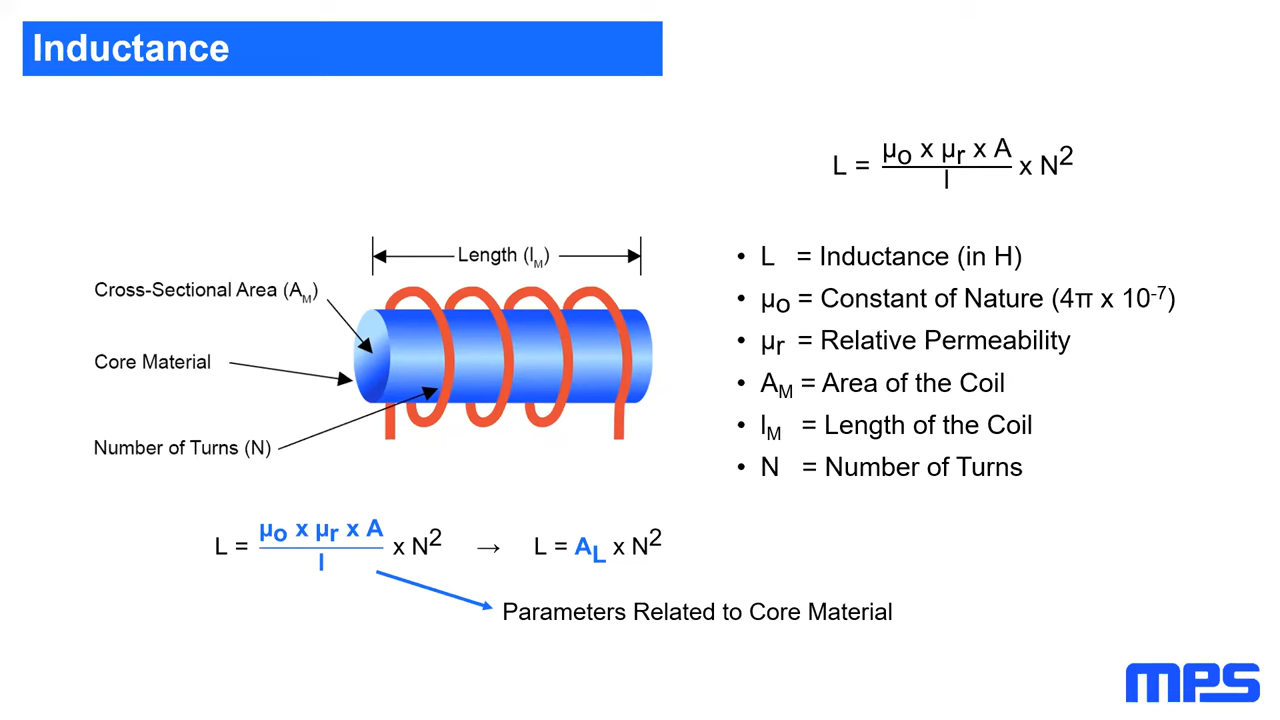 Inductance
L = μo x μr x A / l x N²
Length (lM)
Cross-Sectional Area (AM)
Core Material
Number of Turns (N)
• L = Inductance (in H)
• μo = Constant of Nature (4π x 10⁻⁷)
• μr = Relative Permeability
• AM = Area of the Coil
• lM = Length of the Coil
• N = Number of Turns
L = μo x μr x A / l x N² → L = AL x N²
Parameters Related to Core Material
mps